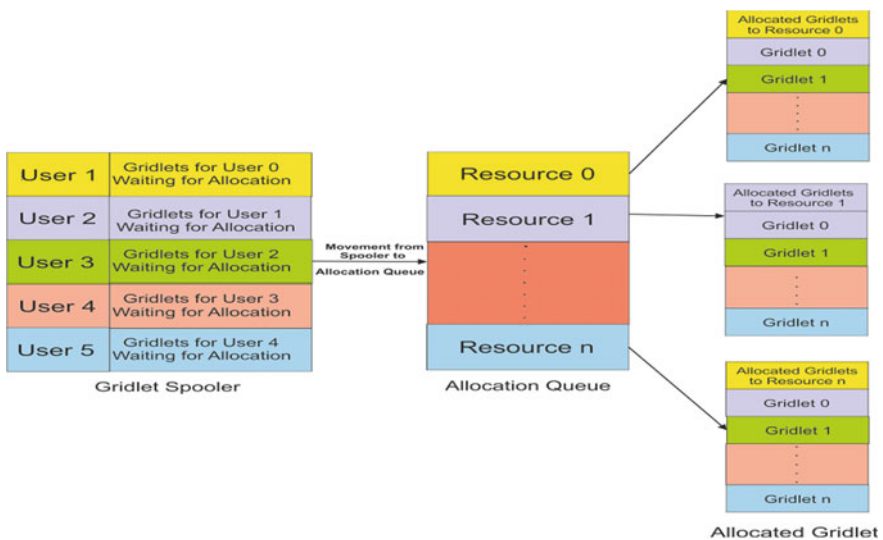 User 1
Gridlets for User 0
Waiting for Allocation
User 2
Gridlets for User 1
Waiting for Allocation
User 3
Gridlets for User 2
Waiting for Allocation
User 4
Gridlets for User 3
Waiting for Allocation
User 5
Gridlets for User 4
Waiting for Allocation
Gridlet Spooler
Movement from
Spooler to
Allocation Queue
Resource 0
Resource 1
Resource n
Allocation Queue
Allocated Gridlets
to Resource 0
Gridlet 0
Gridlet 1
Gridlet n
Allocated Gridlets
to Resource 1
Gridlet 0
Gridlet 1
Gridlet n
Allocated Gridlets
to Resource n
Gridlet 0
Gridlet 1
Gridlet n
Allocated Gridlet